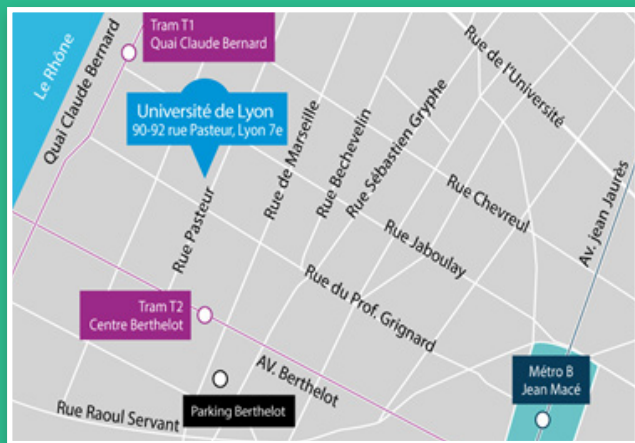 Tram T1
Quai Claude Bernard
Le Rhône
Quai Claude Bernard
Université de Lyon
90-92 rue Pasteur, Lyon 7e
Rue de l'Université
Rue de Marseille
Rue Bechevelin
Rue Sébastien Gryphe
Rue Chevreul
Rue Pasteur
Rue Jaboulay
Av. jean Jaurès
Rue du Prof. Grignard
Tram T2
Centre Berthelot
AV. Berthelot
Métro B
Jean Macé
Parking Berthelot
Rue Raoul Servant